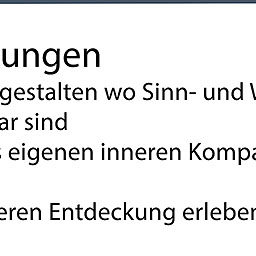 ungen
gestalten wo Sinn- und W
ar sind
s eigenen inneren Kompa
eren Entdeckung erleben